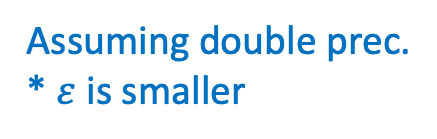 Assuming double prec.
* ε is smaller